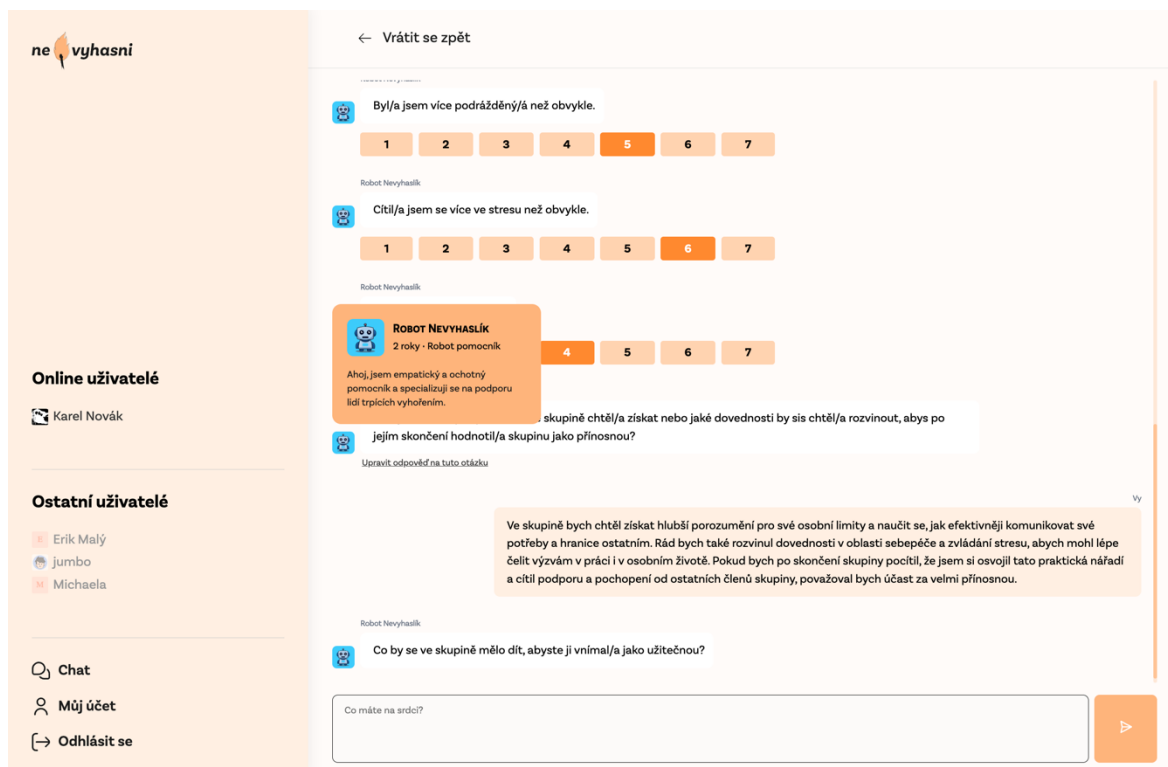 ne vyhasni
Online uživatelé
Karel Novák
Ostatní uživatelé
E Erik Malý
jumbo
M Michaela
Chat
Můj účet
Odhlásit se
← Vrátit se zpět
Byl/a jsem více podrážděný/á než obvykle.
1 2 3 4 5 6 7
Robot Nevyhaslík
Cítil/a jsem se více ve stresu než obvykle.
1 2 3 4 5 6 7
Robot Nevyhaslík
ROBOT NEVYHASLÍK
2 roky · Robot pomocník
Ahoj, jsem empatický a ochotný
pomocník a specializuji se na podporu
lidí trpících vyhořením.
4 5 6 7
skupině chtěl/a získat nebo jaké dovednosti by sis chtěl/a rozvinout, abys po
jejím skončení hodnotil/a skupinu jako přínosnou?
Upravit odpověď na tuto otázku
Vy
Ve skupině bych chtěl získat hlubší porozumění pro své osobní limity a naučit se, jak efektivněji komunikovat své
potřeby a hranice ostatním. Rád bych také rozvinul dovednosti v oblasti sebepéče a zvládání stresu, abych mohl lépe
čelit výzvám v práci i v osobním životě. Pokud bych po skončení skupiny pocítil, že jsem si osvojil tato praktická nářadí
a cítil podporu a pochopení od ostatních členů skupiny, považoval bych účast za velmi přínosnou.
Robot Nevyhaslík
Co by se ve skupině mělo dít, abyste ji vnímal/a jako užitečnou?
Co máte na srdci?